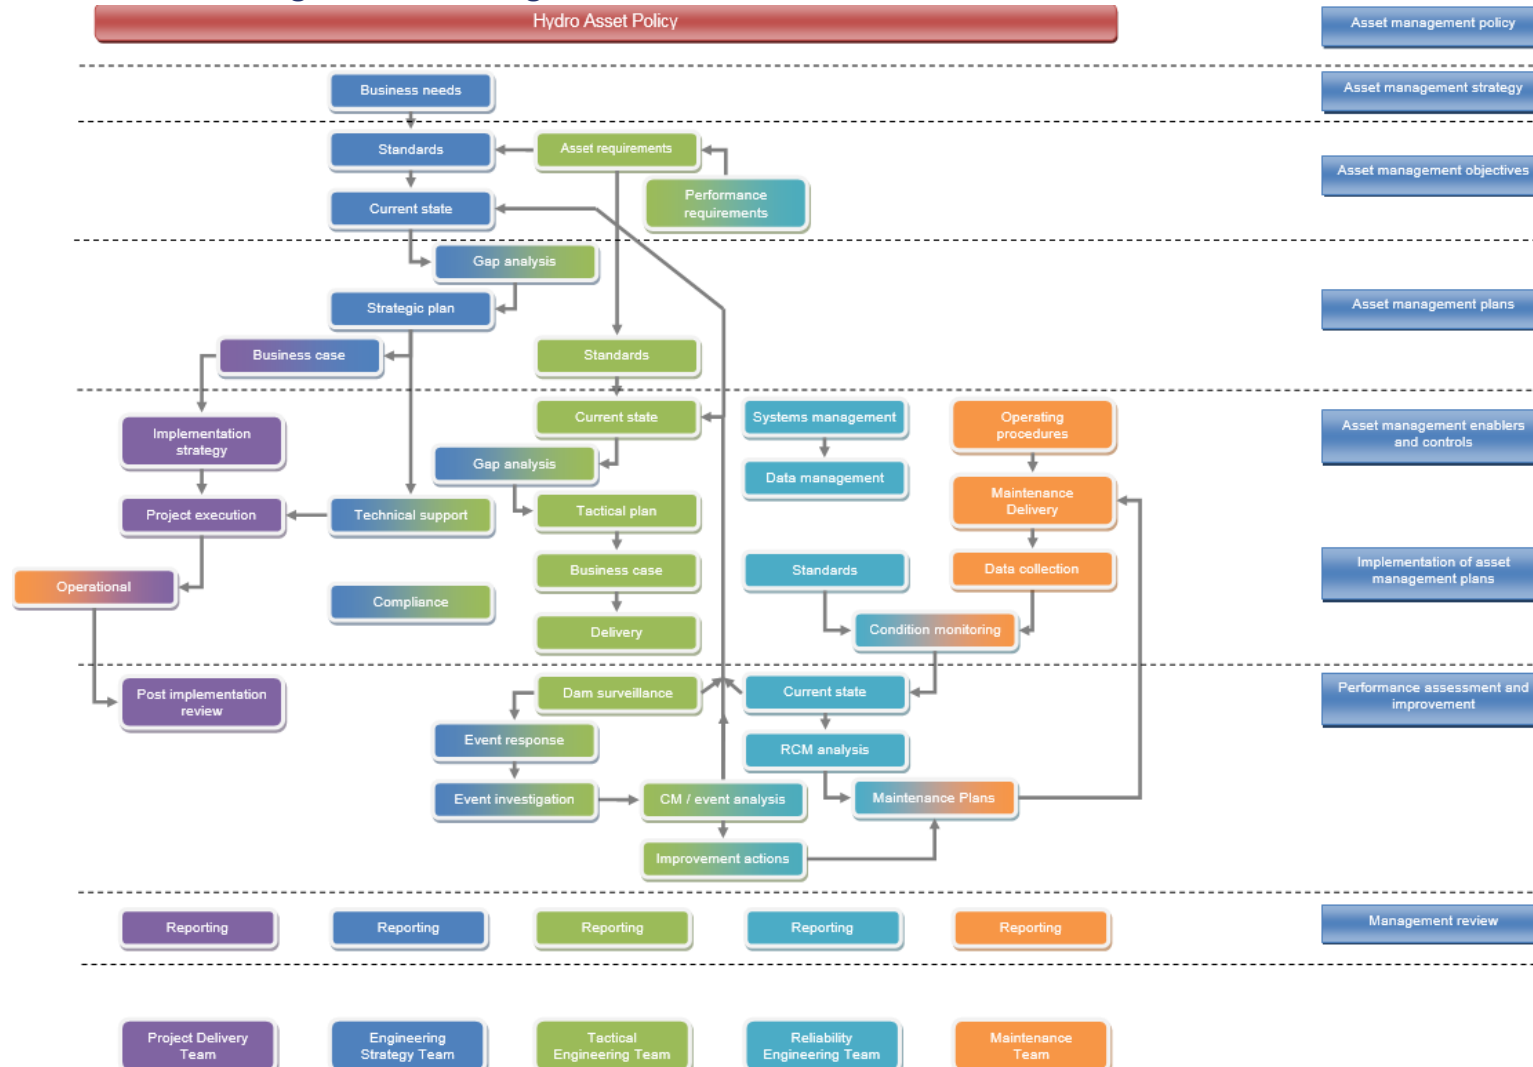 Hydro Asset Policy
Asset management policy
Business needs
Asset management strategy
Standards
Asset requirements
Performance
requirements
Asset management objectives
Current state
Gap analysis
Strategic plan
Asset management plans
Business case
Standards
Current state
Systems management
Operating
procedures
Asset management enablers
and controls
Implementation
strategy
Gap analysis
Data management
Project execution
Technical support
Tactical plan
Maintenance
Delivery
Operational
Compliance
Business case
Standards
Data collection
Implementation of asset
management plans
Delivery
Condition monitoring
Post implementation
review
Dam surveillance
Current state
Performance assessment and
improvement
Event response
RCM analysis
Event investigation
CM / event analysis
Maintenance Plans
Improvement actions
Reporting
Reporting
Reporting
Reporting
Reporting
Management review
Project Delivery
Team
Engineering
Strategy Team
Tactical
Engineering Team
Reliability
Engineering Team
Maintenance
Team